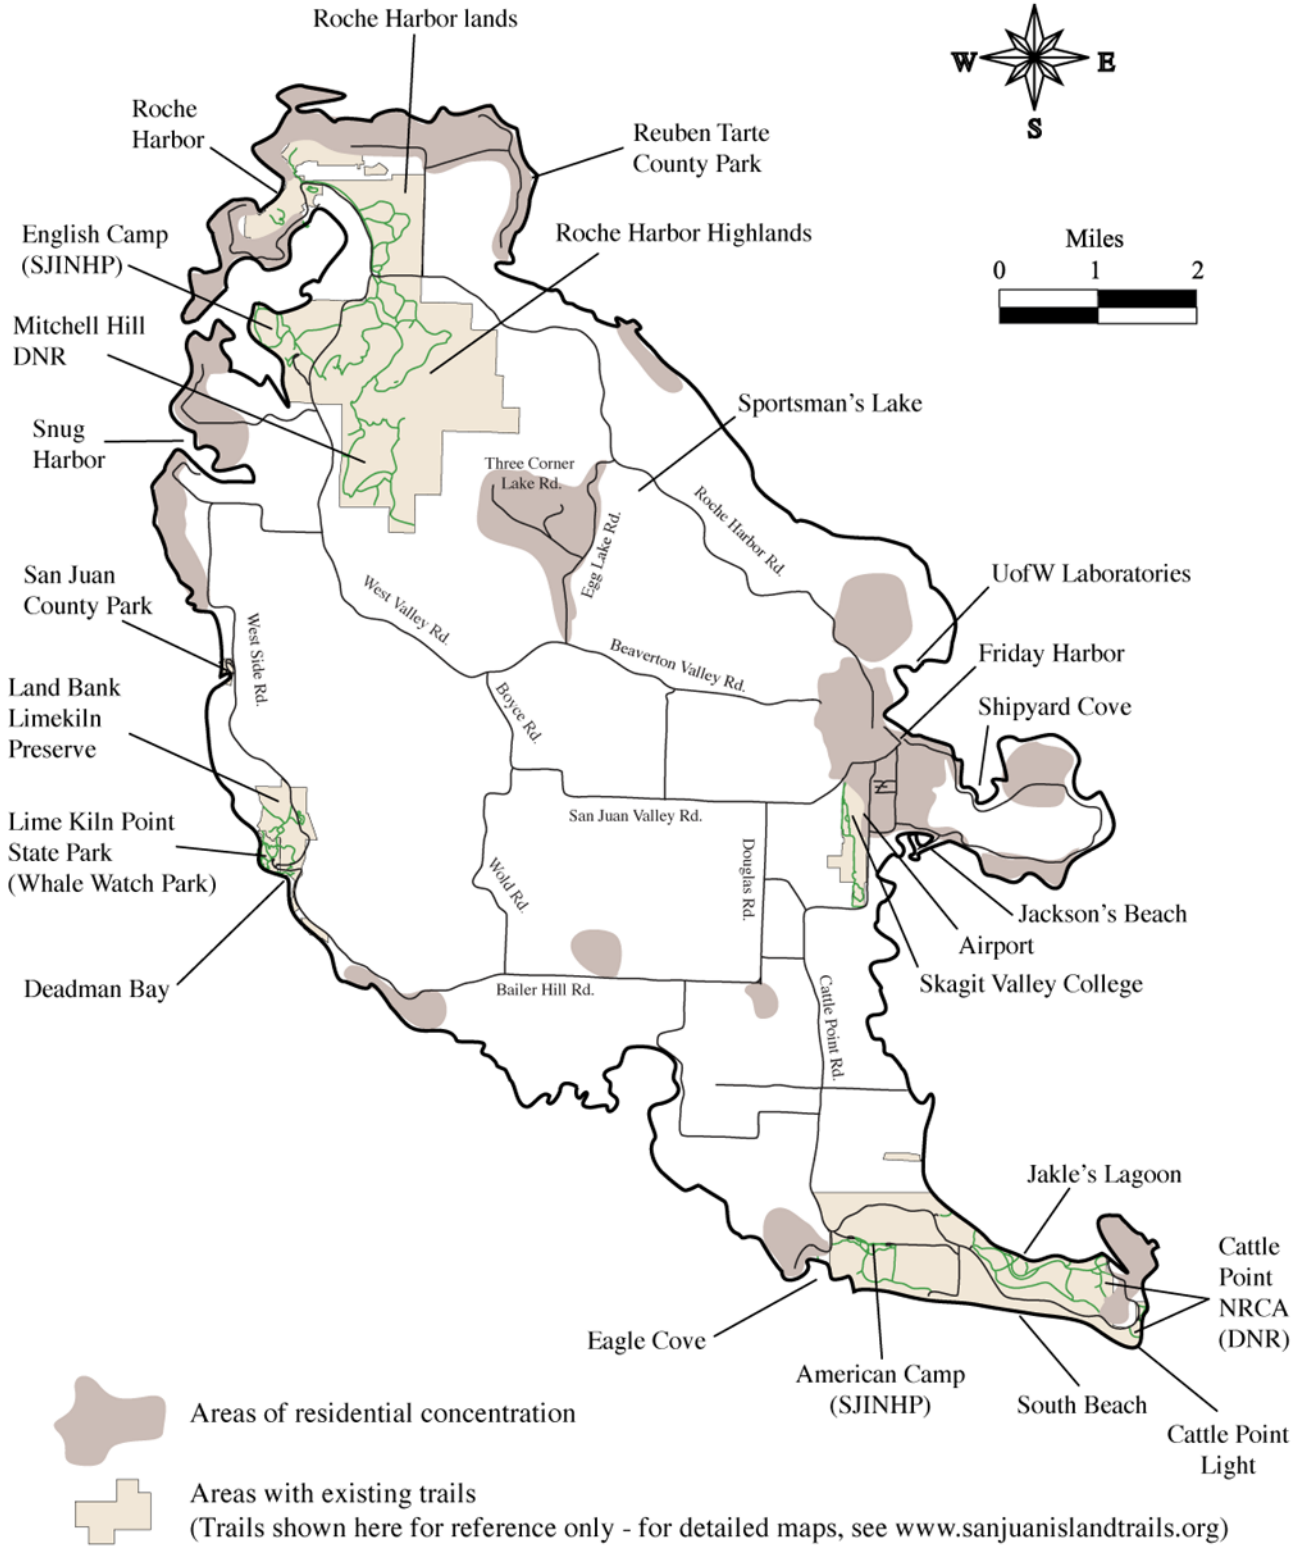 Roche Harbor lands
W
E
S
Roche
Harbor
Reuben Tarte
County Park
English Camp
(SJINHP)
Roche Harbor Highlands
Miles
0 1 2
Mitchell Hill
DNR
Sportsman's Lake
Snug
Harbor
Three Corner
Lake Rd.
Roche Harbor Rd.
Egg Lake Rd.
San Juan
County Park
West Valley Rd.
UofW Laboratories
West Side Rd.
Beaverton Valley Rd.
Friday Harbor
Land Bank
Limekiln
Preserve
Boyce Rd.
Shipyard Cove
Lime Kiln Point
State Park
(Whale Watch Park)
San Juan Valley Rd.
Wold Rd.
Douglas Rd.
Jackson's Beach
Airport
Skagit Valley College
Deadman Bay
Bailer Hill Rd.
Cattle Point Rd.
Jakle's Lagoon
Cattle
Point
NRCA
(DNR)
Eagle Cove
American Camp
(SJINHP)
South Beach
Cattle Point
Light
Areas of residential concentration
Areas with existing trails
(Trails shown here for reference only - for detailed maps, see www.sanjuanislandtrails.org)